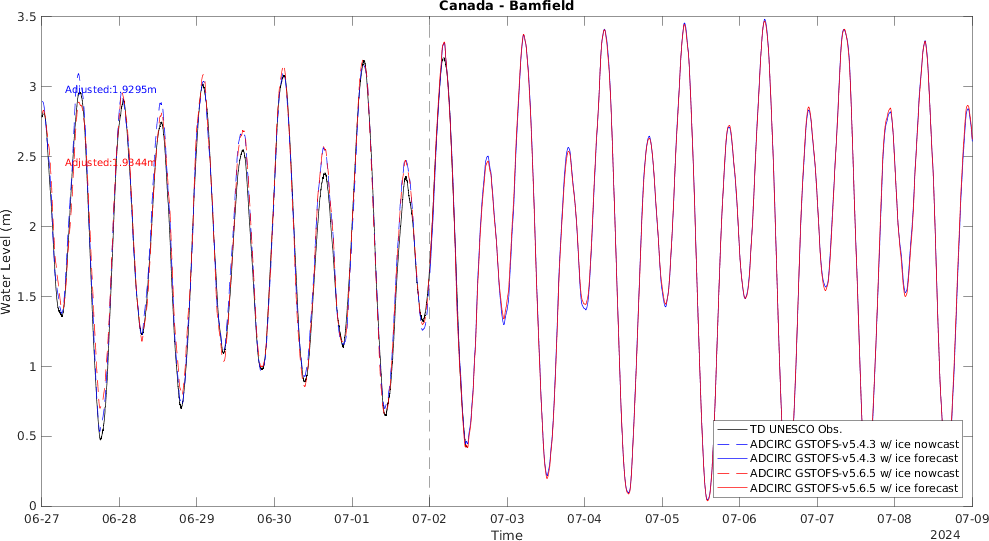 Canada - Bamfield
3.5
3
2.5
2
1.5
1
0.5
0
Water Level (m)
Adjusted:1.9295m
Adjusted:1.9344m
TD UNESCO Obs.
ADCIRC GSTOFS-v5.4.3 w/ ice nowcast
ADCIRC GSTOFS-v5.4.3 w/ ice forecast
ADCIRC GSTOFS-v5.6.5 w/ ice nowcast
ADCIRC GSTOFS-v5.6.5 w/ ice forecast
06-27 06-28 06-29 06-30 07-01 07-02 07-03 07-04 07-05 07-06 07-07 07-08 07-09
Time
2024